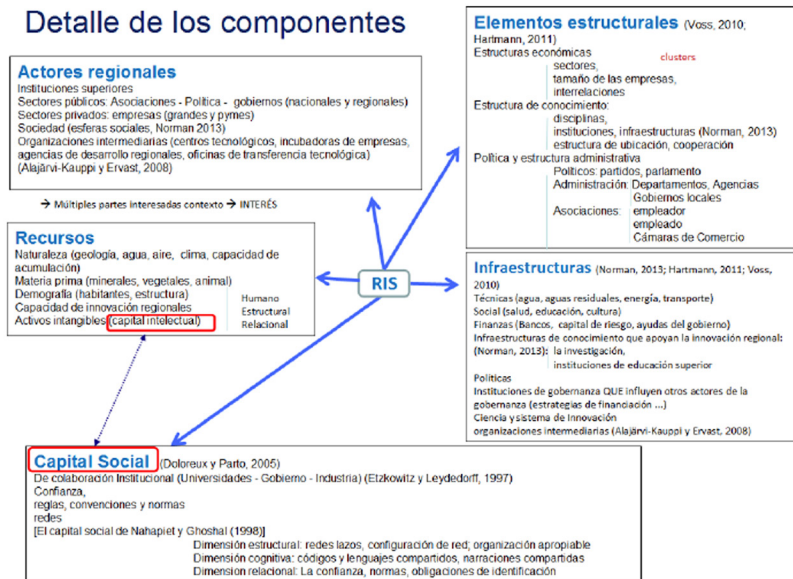 Detalle de los componentes
Actores regionales
Instituciones superiores
Sectores públicos: Asociaciones - Política - gobiernos (nacionales y regionales)
Sectores privados: empresas (grandes y pymes)
Sociedad (esferas sociales, Norman 2013)
Organizaciones intermediarias (centros tecnológicos, incubadoras de empresas,
agencias de desarrollo regionales, oficinas de transferencia tecnológica)
(Alajärvi-Kauppi y Ervast, 2008)
→ Múltiples partes interesadas contexto → INTERÉS
Recursos
Naturaleza (geología, agua, aire, clima, capacidad de
acumulación)
Materia prima (minerales, vegetales, animal)
Demografía (habitantes, estructura)
Capacidad de innovación regionales
Activos intangibles (capital intelectual)
Humano
Estructural
Relacional
RIS
Elementos estructurales (Voss, 2010;
Hartmann, 2011)
Estructuras económicas
clusters
sectores,
tamaño de las empresas,
interrelaciones
Estructura de conocimiento:
disciplinas,
instituciones, infraestructuras (Norman, 2013)
estructura de ubicación, cooperación
Política y estructura administrativa
Políticos: partidos, parlamento
Administración: Departamentos, Agencias
Gobiernos locales
Asociaciones: empleador
empleado
Cámaras de Comercio
Infraestructuras (Norman, 2013; Hartmann, 2011; Voss,
2010)
Técnicas (agua, aguas residuales, energía, transporte)
Social (salud, educación, cultura)
Finanzas (Bancos, capital de riesgo, ayudas del gobierno)
Infraestructuras de conocimiento que apoyan la innovación regional:
(Norman, 2013): la investigación,
instituciones de educación superior
Políticas
Instituciones de gobernanza QUE influyen otros actores de la
gobernanza (estrategias de financiación ...)
Ciencia y sistema de Innovación
organizaciones intermediarias (Alajärvi-Kauppi y Ervast, 2008)
Capital Social (Doloreux y Parto, 2005)
De colaboración Institucional (Universidades - Gobierno - Industria) (Etzkowitz y Leydedorff, 1997)
Confianza,
reglas, convenciones y normas
redes
[El capital social de Nahapiet y Ghoshal (1998)]
Dimensión estructural: redes lazos, configuración de red; organización apropiable
Dimensión cognitiva: códigos y lenguajes compartidos, narraciones compartidas
Dimensión relacional: La confianza, normas, obligaciones de identificación